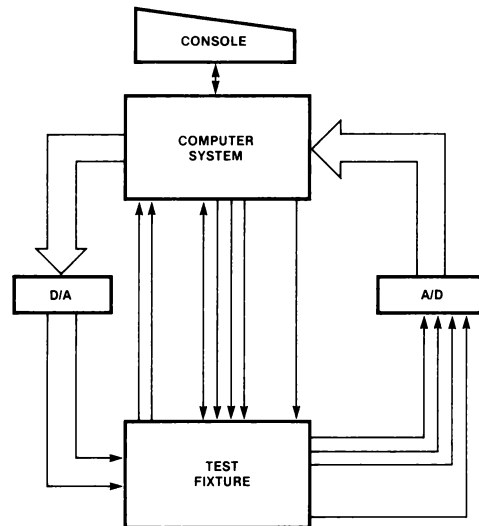 CONSOLE
COMPUTER
SYSTEM
D/A
A/D
TEST
FIXTURE